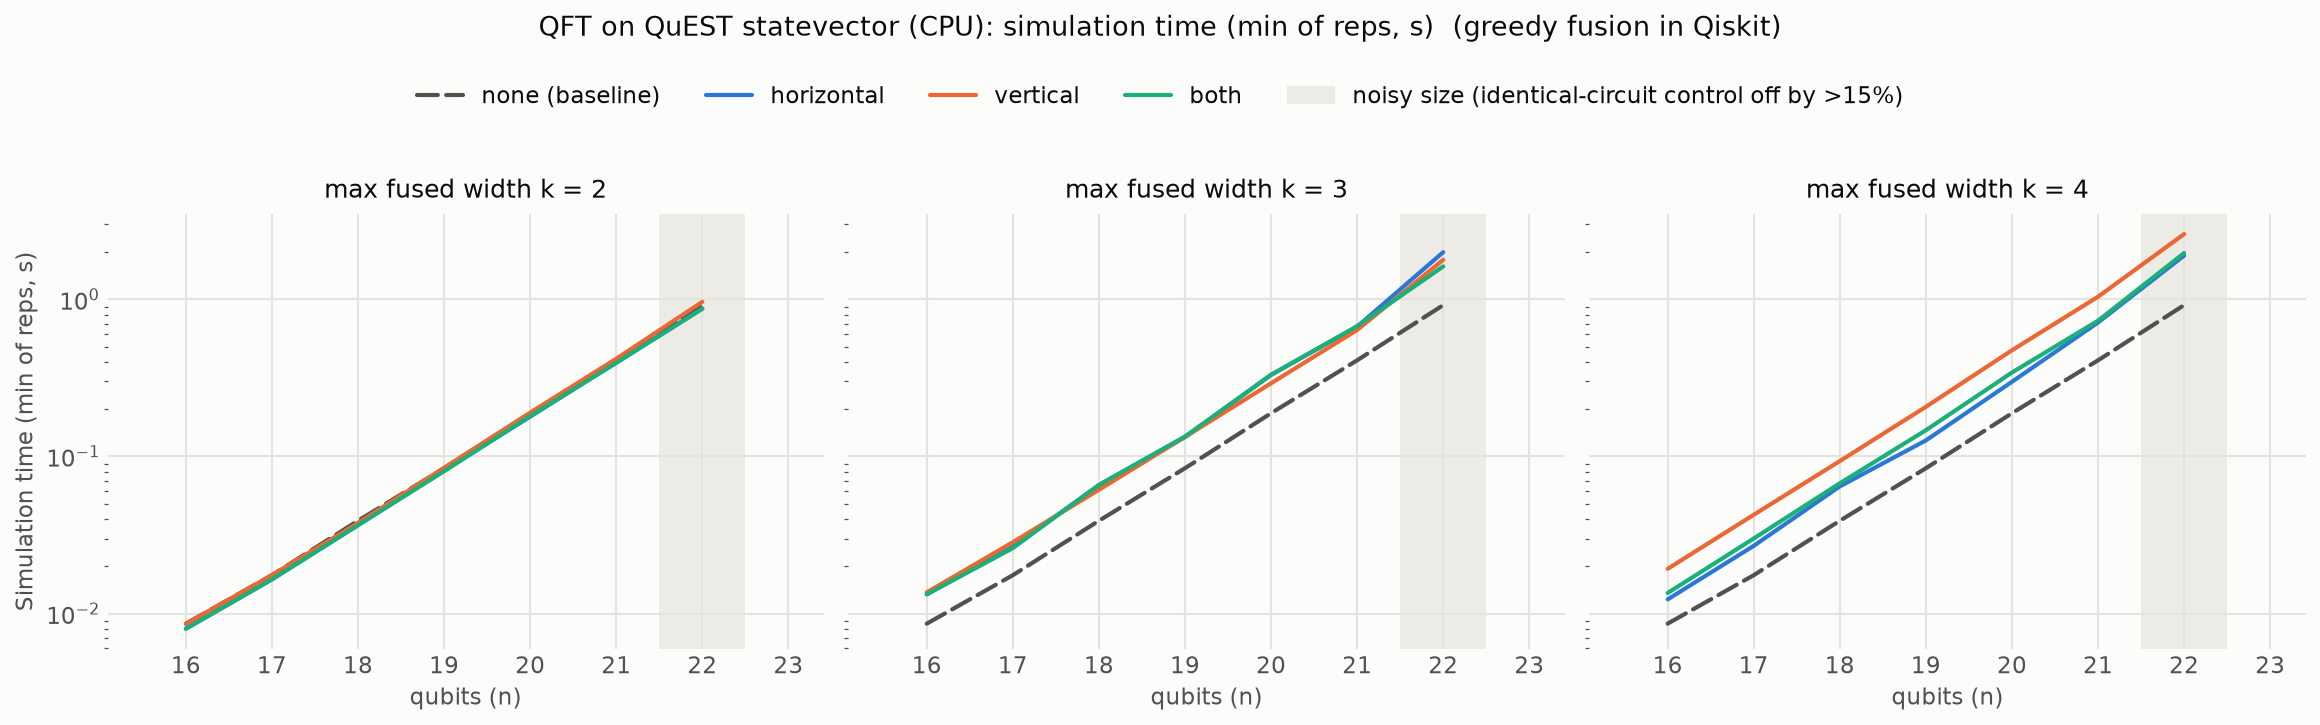 QFT on QuEST statevector (CPU): simulation time (min of reps, s)  (greedy fusion in Qiskit)
none (baseline) horizontal vertical both noisy size (identical-circuit control off by >15%)
max fused width k = 2
max fused width k = 3
max fused width k = 4
Simulation time (min of reps, s)
10⁰
10⁻¹
10⁻²
16 17 18 19 20 21 22 23
16 17 18 19 20 21 22 23
16 17 18 19 20 21 22 23
qubits (n)
qubits (n)
qubits (n)